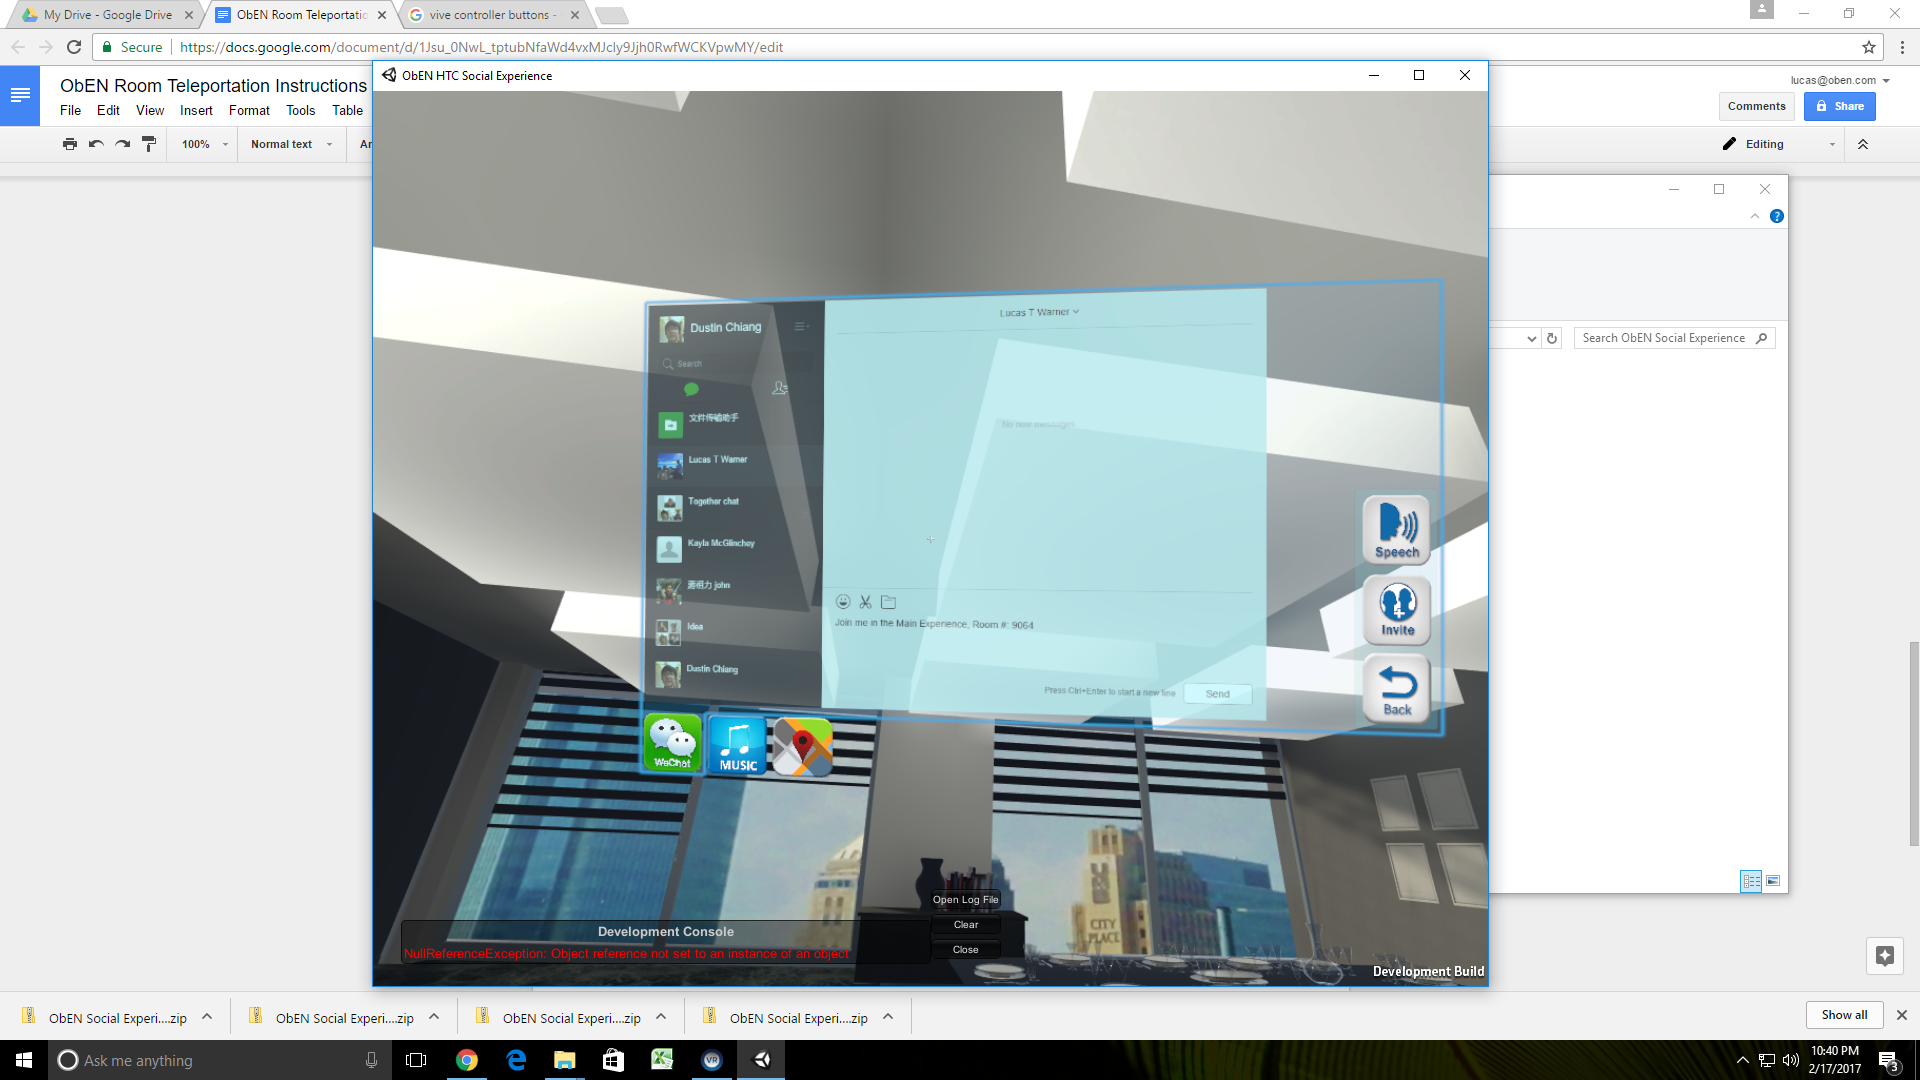 My Drive - Google Drive
ObEN Room Teleportatio
vive controller buttons -
Secure
https://docs.google.com/document/d/1Jsu_0NwL_tptubNfaWd4vxMJcly9Jjh0RwfWCKVpwMY/edit
ObEN Room Teleportation Instructions
lucas@oben.com
File Edit View Insert Format Tools Table
Comments
Share
100%
Normal text
Ar
Editing
ObEN HTC Social Experience
Search ObEN Social Experience
Dustin Chiang
Search
文件传输助手
Lucas T Warner
Together chat
Kayla McGlinchey
Idea
Dustin Chiang
Lucas T Warner
No new messages
Join me in the Main Experience, Room #: 9064
Press Ctrl+Enter to start a new line
Send
Speech
Invite
Back
WeChat
MUSIC
CITY
PLACE
Development Console
NullReferenceException: Object reference not set to an instance of an object
Open Log File
Clear
Close
Development Build
ObEN Social Experi....zip
ObEN Social Experi....zip
ObEN Social Experi....zip
ObEN Social Experi....zip
Show all
Ask me anything
VR
10:40 PM
2/17/2017
3